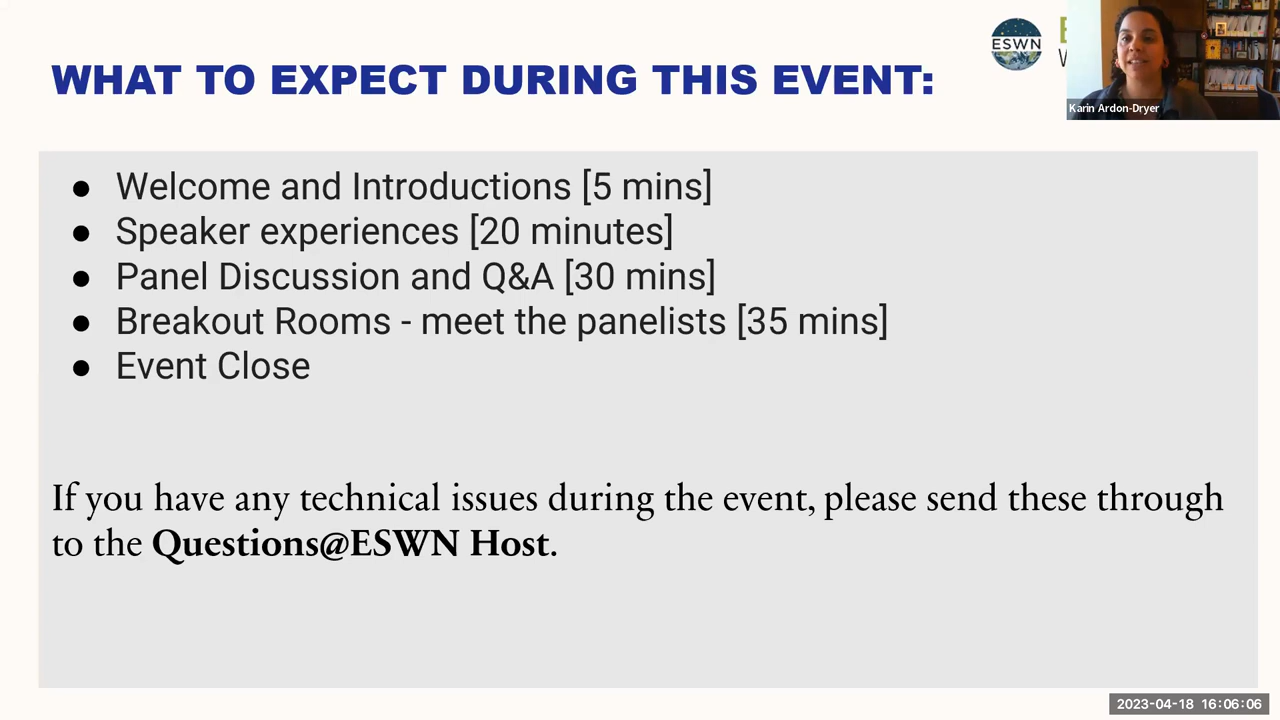 ESWN
WHAT TO EXPECT DURING THIS EVENT:
Karin Ardon-Dryer
● Welcome and Introductions [5 mins]
● Speaker experiences [20 minutes]
● Panel Discussion and Q&A [30 mins]
● Breakout Rooms - meet the panelists [35 mins]
● Event Close
If you have any technical issues during the event, please send these through
to the Questions@ESWN Host.
2023-04-18 16:06:06